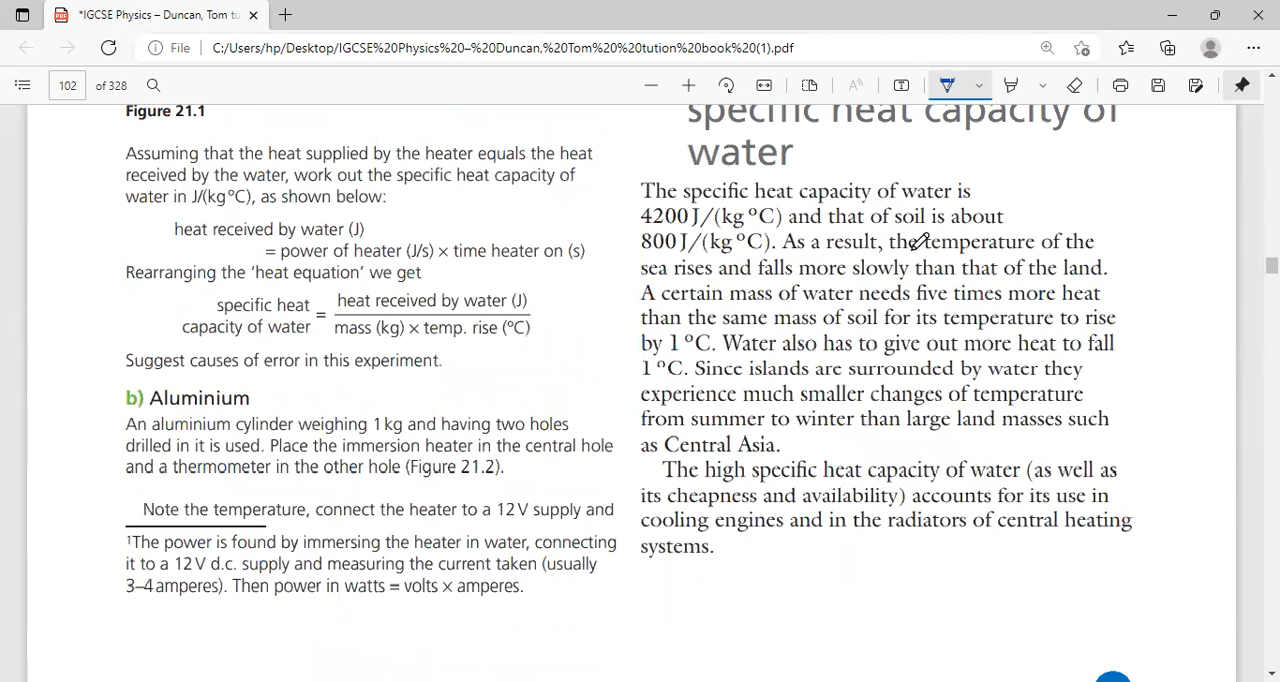 *IGCSE Physics – Duncan, Tom tu
File
C:/Users/hp/Desktop/IGCSE%20Physics%20–%20Duncan.%20Tom%20%20tution%20book%20(1).pdf
102 of 328
Figure 21.1
Assuming that the heat supplied by the heater equals the heat
received by the water, work out the specific heat capacity of
water in J/(kg °C), as shown below:
heat received by water (J)
= power of heater (J/s) × time heater on (s)
Rearranging the 'heat equation' we get
specific heat capacity of water = heat received by water (J)
mass (kg) × temp. rise (°C)
Suggest causes of error in this experiment.
b) Aluminium
An aluminium cylinder weighing 1 kg and having two holes
drilled in it is used. Place the immersion heater in the central hole
and a thermometer in the other hole (Figure 21.2).
Note the temperature, connect the heater to a 12 V supply and
¹The power is found by immersing the heater in water, connecting
it to a 12 V d.c. supply and measuring the current taken (usually
3–4 amperes). Then power in watts = volts × amperes.
specific heat capacity of
water
The specific heat capacity of water is
4200 J/(kg °C) and that of soil is about
800 J/(kg °C). As a result, the temperature of the
sea rises and falls more slowly than that of the land.
A certain mass of water needs five times more heat
than the same mass of soil for its temperature to rise
by 1 °C. Water also has to give out more heat to fall
1 °C. Since islands are surrounded by water they
experience much smaller changes of temperature
from summer to winter than large land masses such
as Central Asia.
The high specific heat capacity of water (as well as
its cheapness and availability) accounts for its use in
cooling engines and in the radiators of central heating
systems.